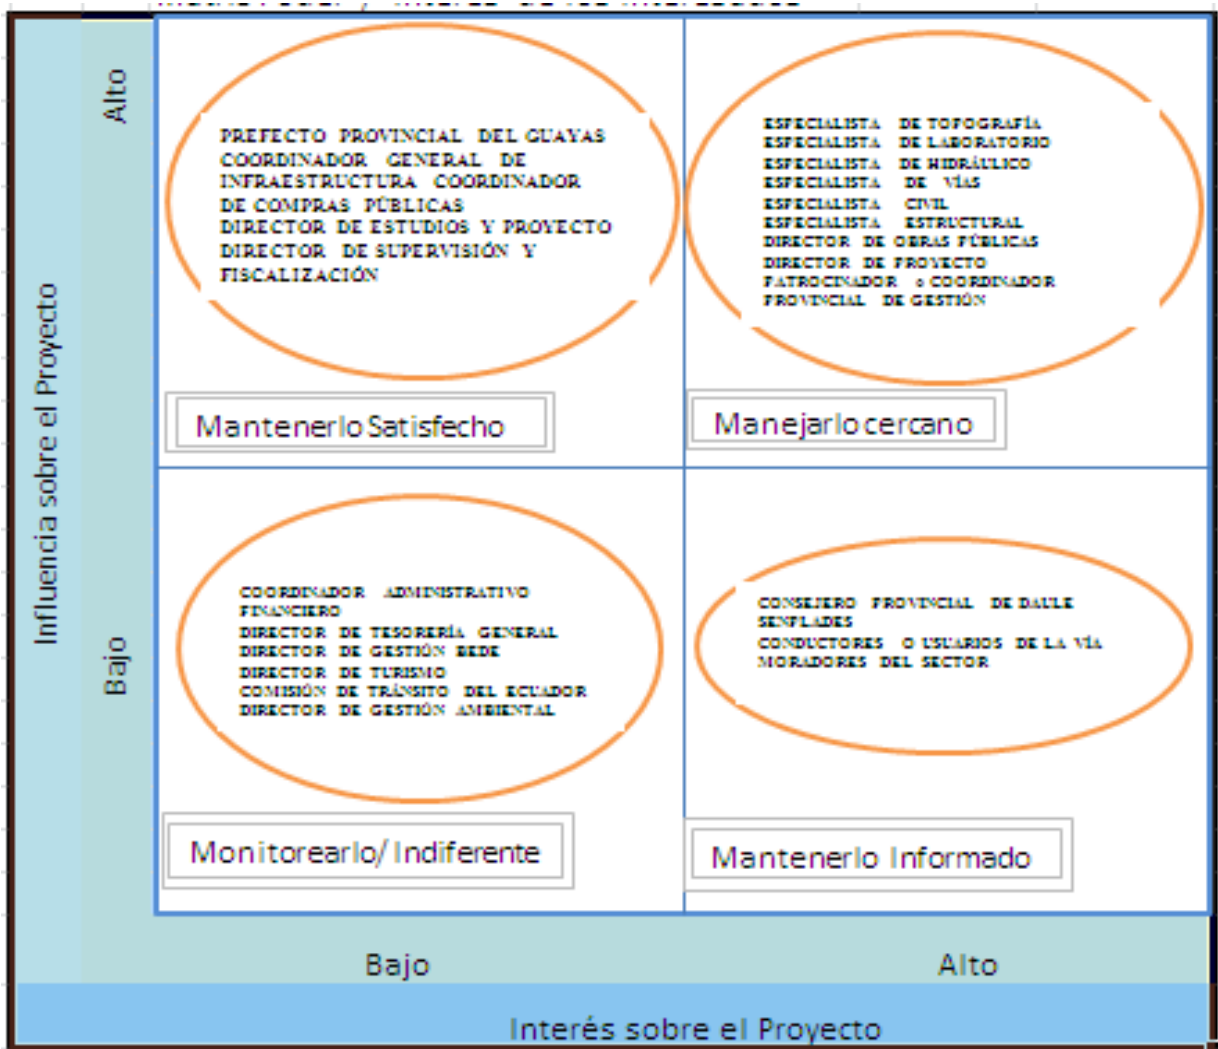 Influencia sobre el Proyecto
Alto
PREFECTO PROVINCIAL DEL GUAYAS
COORDINADOR GENERAL DE
INFRAESTRUCTURA COORDINADOR
DE COMPRAS PÚBLICAS
DIRECTOR DE ESTUDIOS Y PROYECTO
DIRECTOR DE SUPERVISIÓN Y
FISCALIZACIÓN
Mantenerlo Satisfecho
ESPECIALISTA DE TOPOGRAFÍA
ESPECIALISTA DE LABORATORIO
ESPECIALISTA DE HIDRÁULICO
ESPECIALISTA DE VÍAS
ESPECIALISTA CIVIL
ESPECIALISTA ESTRUCTURAL
DIRECTOR DE OBRAS PÚBLICAS
DIRECTOR DE PROYECTO
PATROCINADOR o COORDINADOR
PROVINCIAL DE GESTIÓN
Manejarlo cercano
Bajo
COORDINADOR ADMINISTRATIVO
FINANCIERO
DIRECTOR DE TESORERÍA GENERAL
DIRECTOR DE GESTIÓN BEDE
DIRECTOR DE TURISMO
COMISIÓN DE TRÁNSITO DEL ECUADOR
DIRECTOR DE GESTIÓN AMBIENTAL
Monitorearlo/ Indiferente
CONSEJERO PROVINCIAL DE DAULE
SENPLADES
CONDUCTORES O USUARIOS DE LA VÍA
MORADORES DEL SECTOR
Mantenerlo Informado
Bajo
Alto
Interés sobre el Proyecto